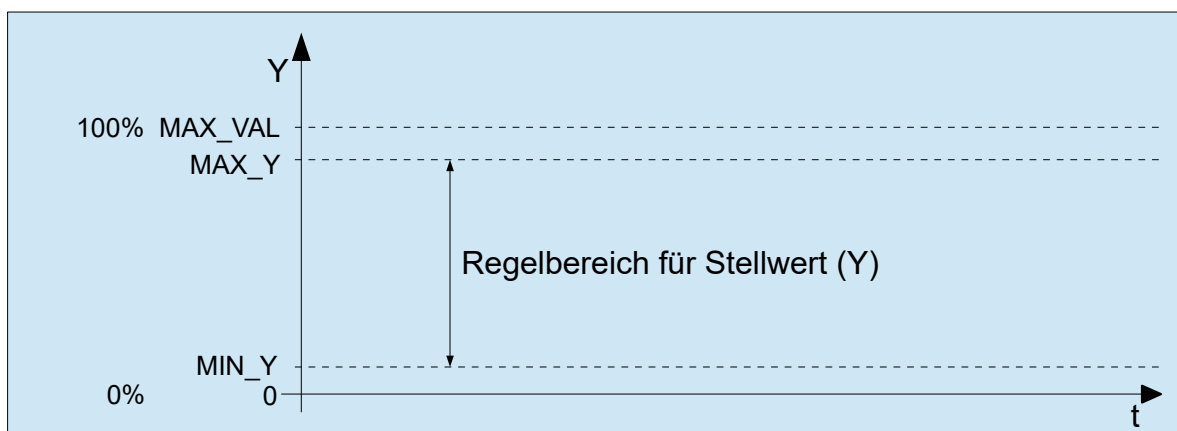 Y
100% MAX_VAL
MAX_Y
Regelbereich für Stellwert (Y)
MIN_Y
0% 0
t